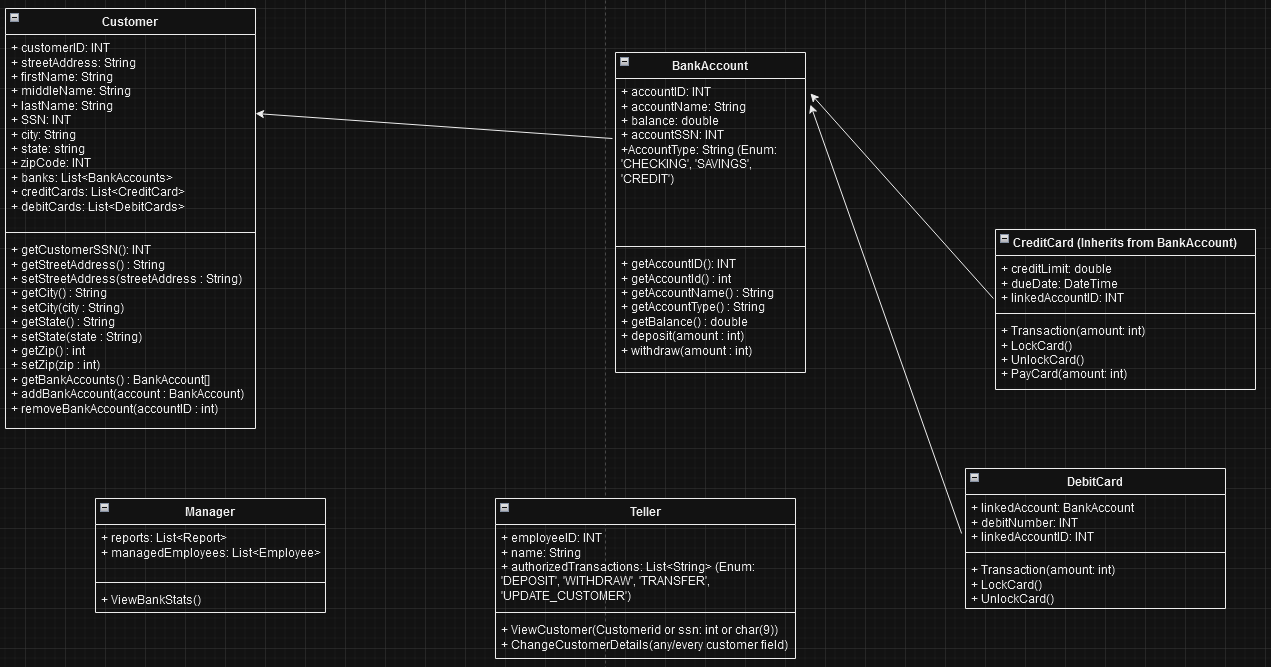 Customer
+ customerID: INT
+ streetAddress: String
+ firstName: String
+ middleName: String
+ lastName: String
+ SSN: INT
+ city: String
+ state: string
+ zipCode: INT
+ banks: List<BankAccounts>
+ creditCards: List<CreditCard>
+ debitCards: List<DebitCards>
+ getCustomerSSN(): INT
+ getStreetAddress() : String
+ setStreetAddress(streetAddress : String)
+ getCity() : String
+ setCity(city : String)
+ getState() : String
+ setState(state : String)
+ getZip() : int
+ setZip(zip : int)
+ getBankAccounts() : BankAccount[]
+ addBankAccount(account : BankAccount)
+ removeBankAccount(accountID : int)
BankAccount
+ accountID: INT
+ accountName: String
+ balance: double
+ accountSSN: INT
+AccountType: String (Enum:
'CHECKING', 'SAVINGS',
'CREDIT')
+ getAccountID(): INT
+ getAccountId() : int
+ getAccountName() : String
+ getAccountType() : String
+ getBalance() : double
+ deposit(amount : int)
+ withdraw(amount : int)
CreditCard (Inherits from BankAccount)
+ creditLimit: double
+ dueDate: DateTime
+ linkedAccountID: INT
+ Transaction(amount: int)
+ LockCard()
+ UnlockCard()
+ PayCard(amount: int)
Manager
+ reports: List<Report>
+ managedEmployees: List<Employee>
+ ViewBankStats()
Teller
+ employeeID: INT
+ name: String
+ authorizedTransactions: List<String> (Enum:
'DEPOSIT', 'WITHDRAW', 'TRANSFER',
'UPDATE_CUSTOMER')
+ ViewCustomer(Customerid or ssn: int or char(9))
+ ChangeCustomerDetails(any/every customer field)
DebitCard
+ linkedAccount: BankAccount
+ debitNumber: INT
+ linkedAccountID: INT
+ Transaction(amount: int)
+ LockCard()
+ UnlockCard()